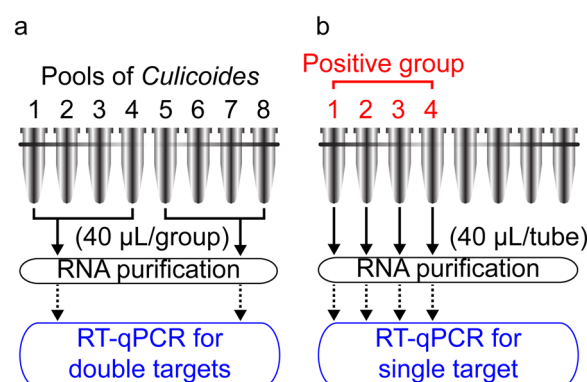 a
Pools of Culicoides
1 2 3 4 5 6 7 8
(40 µL/group)
RNA purification
RT-qPCR for
double targets
b
Positive group
1 2 3 4
(40 µL/tube)
RNA purification
RT-qPCR for
single target